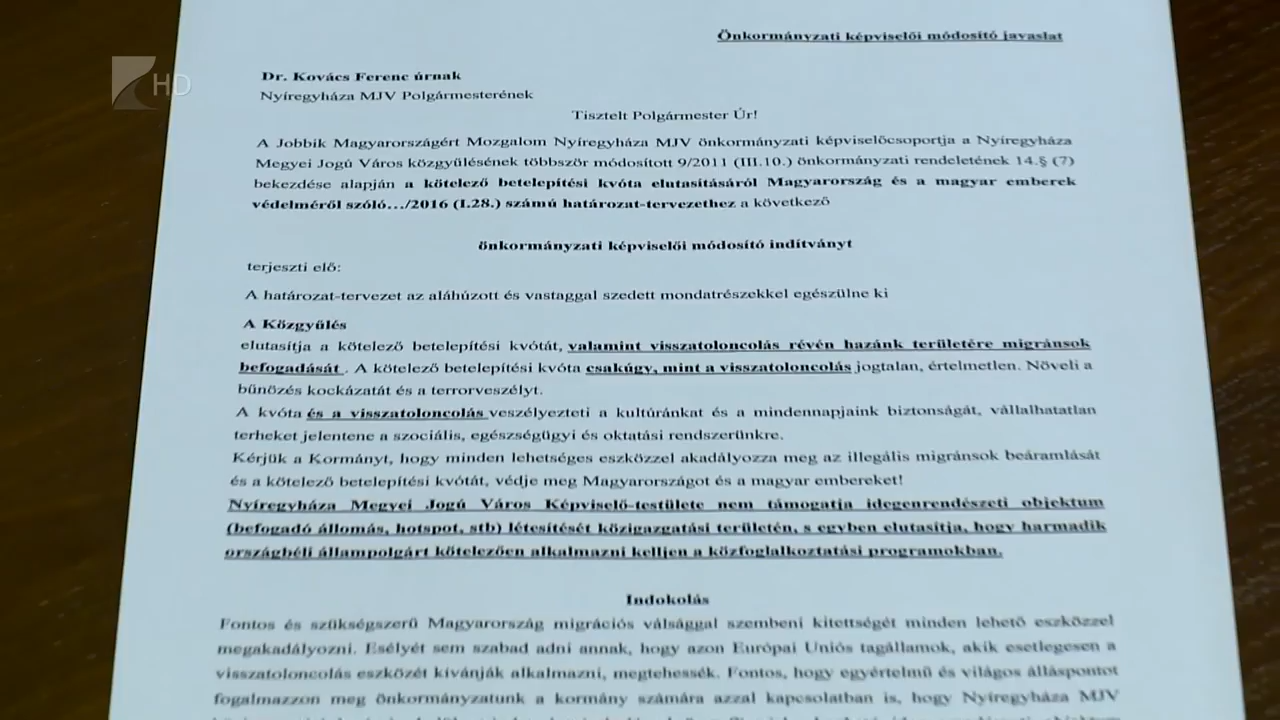 HD
Önkormányzati képviselői módosító javaslat
Dr. Kovács Ferenc úrnak
Nyíregyháza MJV Polgármesterének
Tisztelt Polgármester Úr!
A Jobbik Magyarországért Mozgalom Nyíregyháza MJV önkormányzati képviselőcsoportja a Nyíregyháza
Megyei Jogú Város közgyűlésének többször módosított 9/2011 (III.10.) önkormányzati rendeletének 14.§ (7)
bekezdése alapján a kötelező betelepítési kvóta elutasításáról Magyarország és a magyar emberek
védelméről szóló…/2016 (I.28.) számú határozat-tervezethez a következő
önkormányzati képviselői módosító indítványt
terjeszti elő:
A határozat-tervezet az aláhúzott és vastaggal szedett mondatrészekkel egészülne ki
A Közgyűlés
elutasítja a kötelező betelepítési kvótát, valamint visszatoloncolás révén hazánk területére migránsok
befogadását . A kötelező betelepítési kvóta csakúgy, mint a visszatoloncolás jogtalan, értelmetlen. Növeli a
bűnözés kockázatát és a terrorveszélyt.
A kvóta és a visszatoloncolás veszélyezteti a kultúránkat és a mindennapjaink biztonságát, vállalhatatlan
terheket jelentene a szociális, egészségügyi és oktatási rendszerünkre.
Kérjük a Kormányt, hogy minden lehetséges eszközzel akadályozza meg az illegális migránsok beáramlását
és a kötelező betelepítési kvótát, védje meg Magyarországot és a magyar embereket!
Nyíregyháza Megyei Jogú Város Képviselő-testülete nem támogatja idegenrendészeti objektum
(befogadó állomás, hotspot, stb) létesítését közigazgatási területén, s egyben elutasítja, hogy harmadik
országbéli állampolgárt kötelezően alkalmazni kelljen a közfoglalkoztatási programokban.
Indokolás
Fontos és szükségszerű Magyarország migrációs válsággal szembeni kitettségét minden lehető eszközzel
megakadályozni. Esélyét sem szabad adni annak, hogy azon Európai Uniós tagállamok, akik esetlegesen a
visszatoloncolás eszközét kívánják alkalmazni, megtehessék. Fontos, hogy egyértelmű és világos álláspontot
fogalmazzon meg önkormányzatunk a kormány számára azzal kapcsolatban is, hogy Nyíregyháza MJV